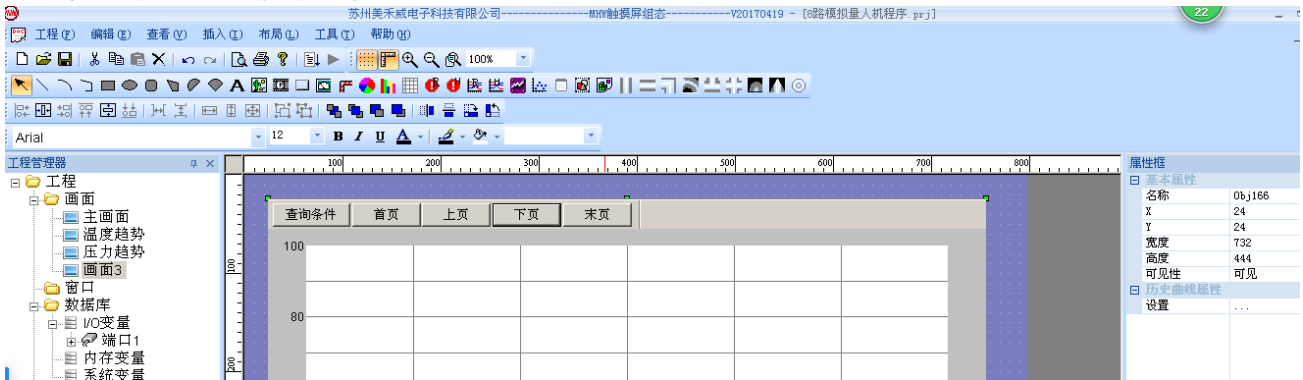 苏州美禾威电子科技有限公司---------------MHW触摸屏组态-----------V20170419 - [8路模拟量人机程序.prj]
22
工程(F) 编辑(E) 查看(V) 插入(I) 布局(L) 工具(T) 帮助(H)
100%
Arial 12 B I U A
工程管理器
100 200 300 400 500 600 700 800
属性框
工程
画面
主画面
温度趋势
压力趋势
画面3
窗口
数据库
I/O变量
端口1
内存变量
系统变量
100
200
查询条件 首页 上页 下页 末页
100
80
基本属性
名称 Obj166
X 24
Y 24
宽度 732
高度 444
可见性 可见
历史曲线属性
设置 ...